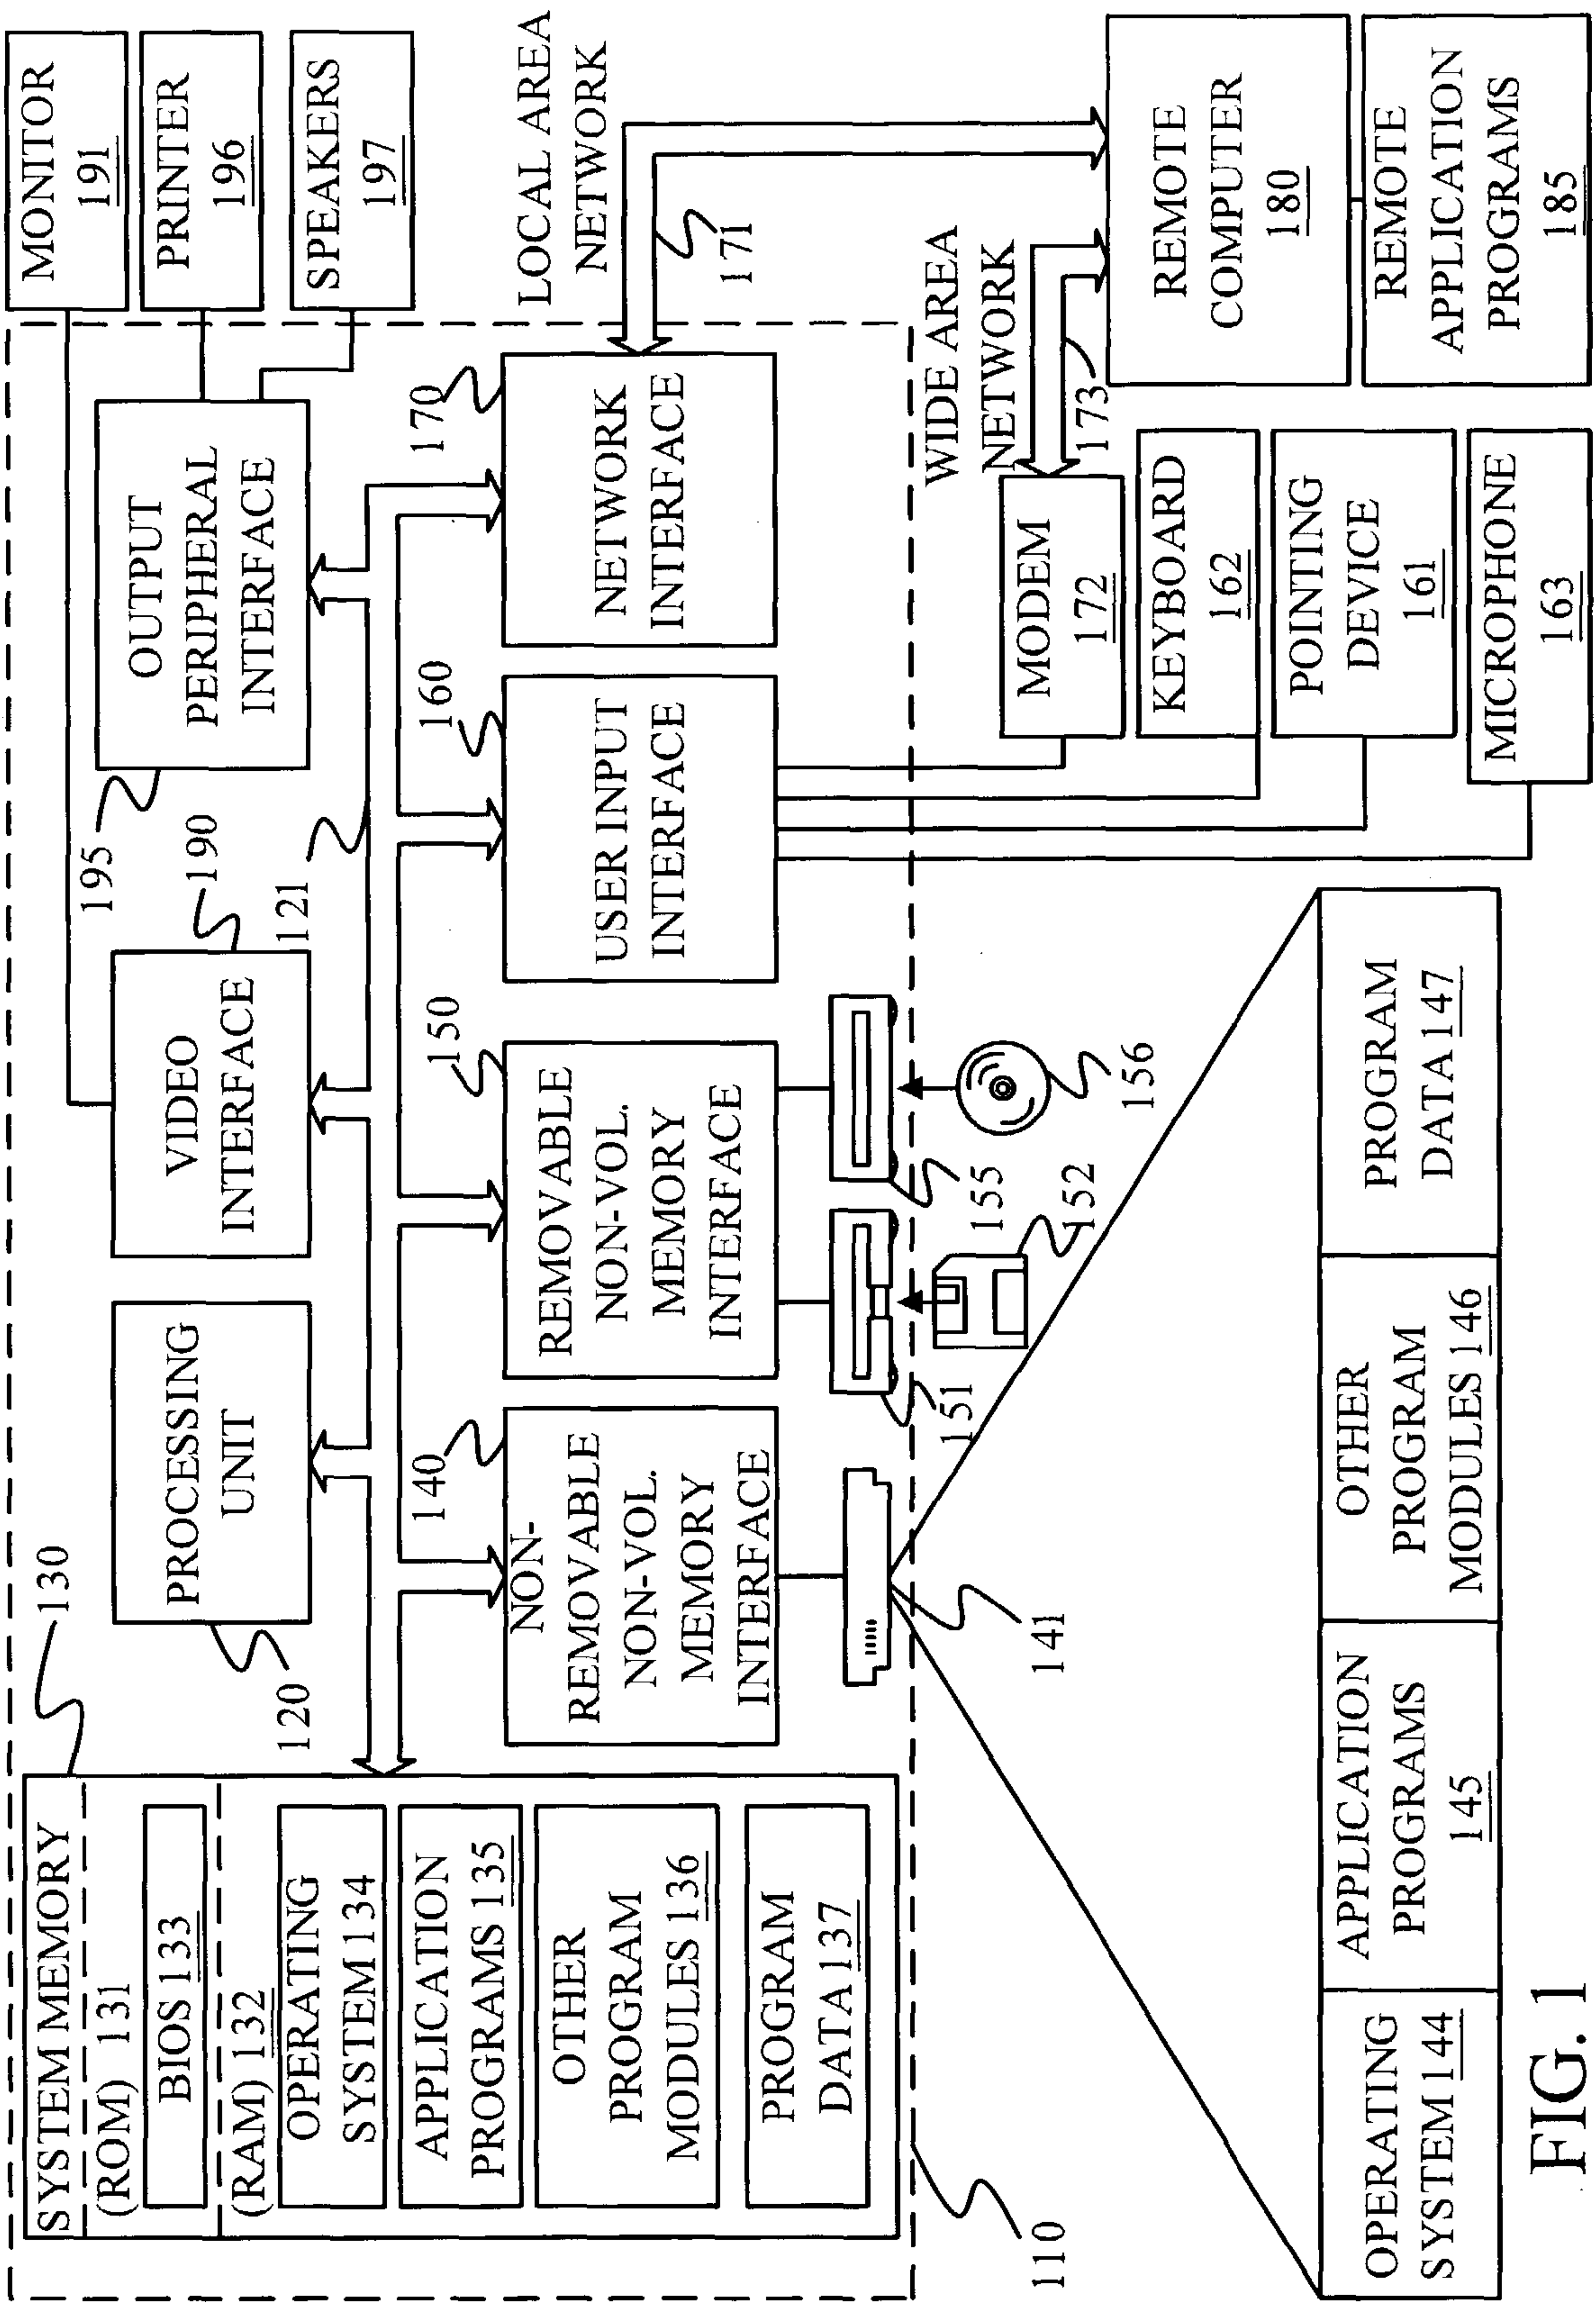 SYSTEM MEMORY
(ROM) 131
BIOS 133
(RAM) 132
OPERATING
SYSTEM 134
APPLICATION
PROGRAMS 135
OTHER
PROGRAM
MODULES 136
PROGRAM
DATA 137
130
PROCESSING
UNIT
120
VIDEO
INTERFACE
190
121
OUTPUT
PERIPHERAL
INTERFACE
195
MONITOR
191
PRINTER
196
SPEAKERS
197
140
NON-
REMOVABLE
NON-VOL.
MEMORY
INTERFACE
150
REMOVABLE
NON-VOL.
MEMORY
INTERFACE
160
USER INPUT
INTERFACE
170
NETWORK
INTERFACE
LOCAL AREA
NETWORK
171
WIDE AREA
NETWORK
173
110
141
151
152
155
156
MODEM
172
KEYBOARD
162
POINTING
DEVICE
161
MICROPHONE
163
REMOTE
COMPUTER
180
REMOTE
APPLICATION
PROGRAMS
185
OPERATING
SYSTEM 144
APPLICATION
PROGRAMS
145
OTHER
PROGRAM
MODULES 146
PROGRAM
DATA 147
FIG. 1